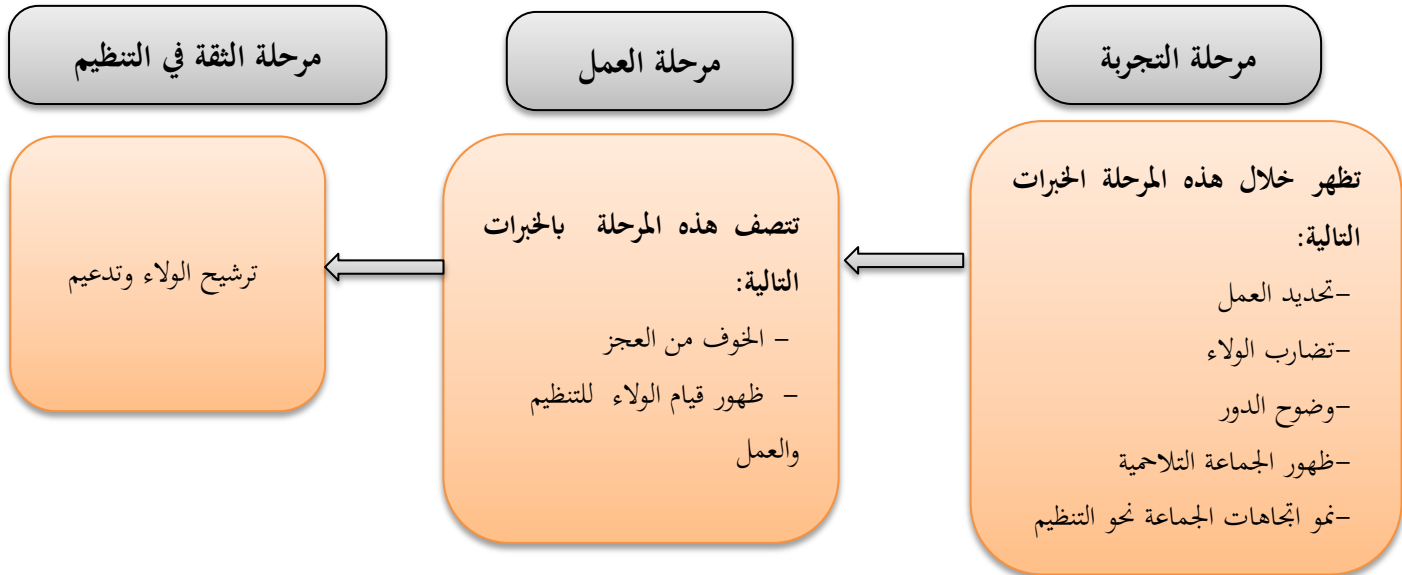 مرحلة التجربة
تظهر خلال هذه المرحلة الخبرات
التالية:
-تحديد العمل
-تضارب الولاء
-وضوح الدور
-ظهور الجماعة التلاحمية
-نمو اتجاهات الجماعة نحو التنظيم
مرحلة العمل
تتصف هذه المرحلة بالخبرات
التالية:
- الخوف من العجز
- ظهور قيام الولاء للتنظيم
والعمل
مرحلة الثقة في التنظيم
ترشيح الولاء وتدعيم